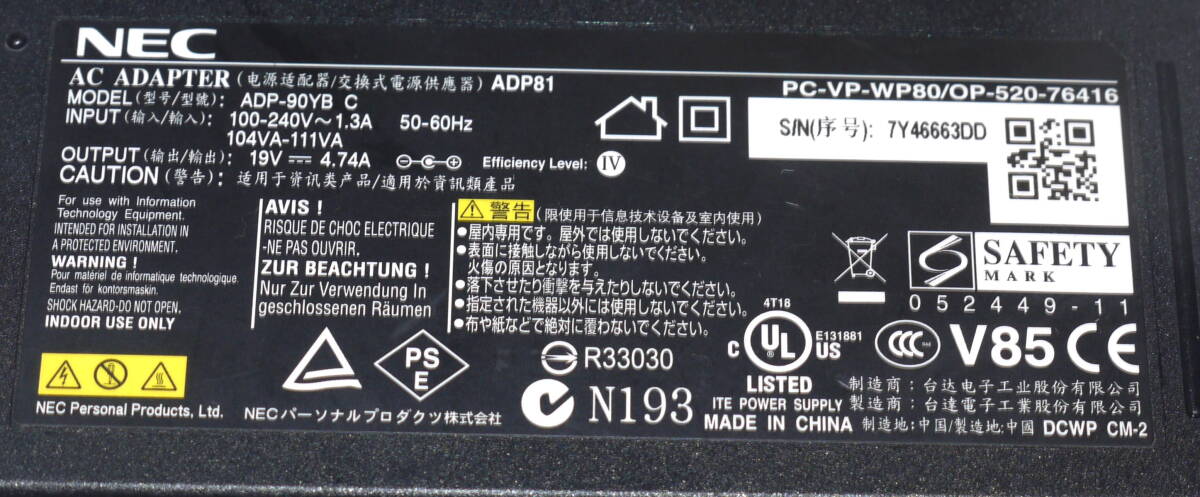 NEC
AC ADAPTER (电源适配器/交換式電源供應器) ADP81
MODEL (型号/型號): ADP-90YB C
INPUT (输入/輸入): 100-240V～1.3A 50-60Hz
104VA-111VA
OUTPUT (输出/輸出): 19V ⎓ 4.74A Efficiency Level: IV
CAUTION (警告): 适用于资讯类产品/適用於資訊類產品
PC-VP-WP80/OP-520-76416
S/N(序号): 7Y46663DD
For use with Information
Technology Equipment.
INTENDED FOR INSTALLATION IN
A PROTECTED ENVIRONMENT.
WARNING !
Pour matériel de informatique technologique.
Endast för kontorsmaskin.
SHOCK HAZARD-DO NOT OPEN.
INDOOR USE ONLY
NEC Personal Products, Ltd.
AVIS !
RISQUE DE CHOC ELECTRIQUE
-NE PAS OUVRIR.
ZUR BEACHTUNG !
Nur Zur Verwendung In
geschlossenen Räumen
PS
E
NECパーソナルプロダクツ株式会社
警告 (限使用于信息技术设备及室内使用)
●屋内専用です。屋外では使用しないでください。
●表面に接触しながら使用しないでください。
火傷の原因となります。
●落下させたり衝撃を与えたりしないでください。
●指定された機器以外には使用しないでください。
●布や紙などで絶対に覆わないでください。
R33030
N193
SAFETY
MARK
052449-11
4T18
C UL US E131881
LISTED
ITE POWER SUPPLY
MADE IN CHINA
CCC S&E V85 CE
制造商: 台达电子工业股份有限公司
製造商: 台達電子工業股份有限公司
制造地:中国/製造地:中國 DCWP CM-2